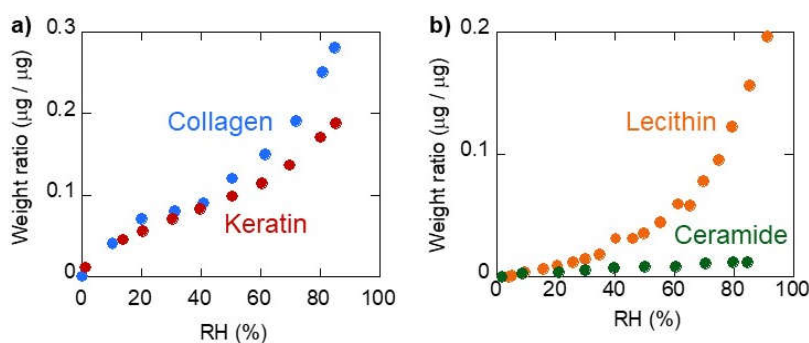 a)
Weight ratio (μg / μg)
0.3
0.2
0.1
0
Collagen
Keratin
0 20 40 60 80 100
RH (%)
b)
Weight ratio (μg / μg)
0.2
0.1
0
Lecithin
Ceramide
0 20 40 60 80 100
RH (%)